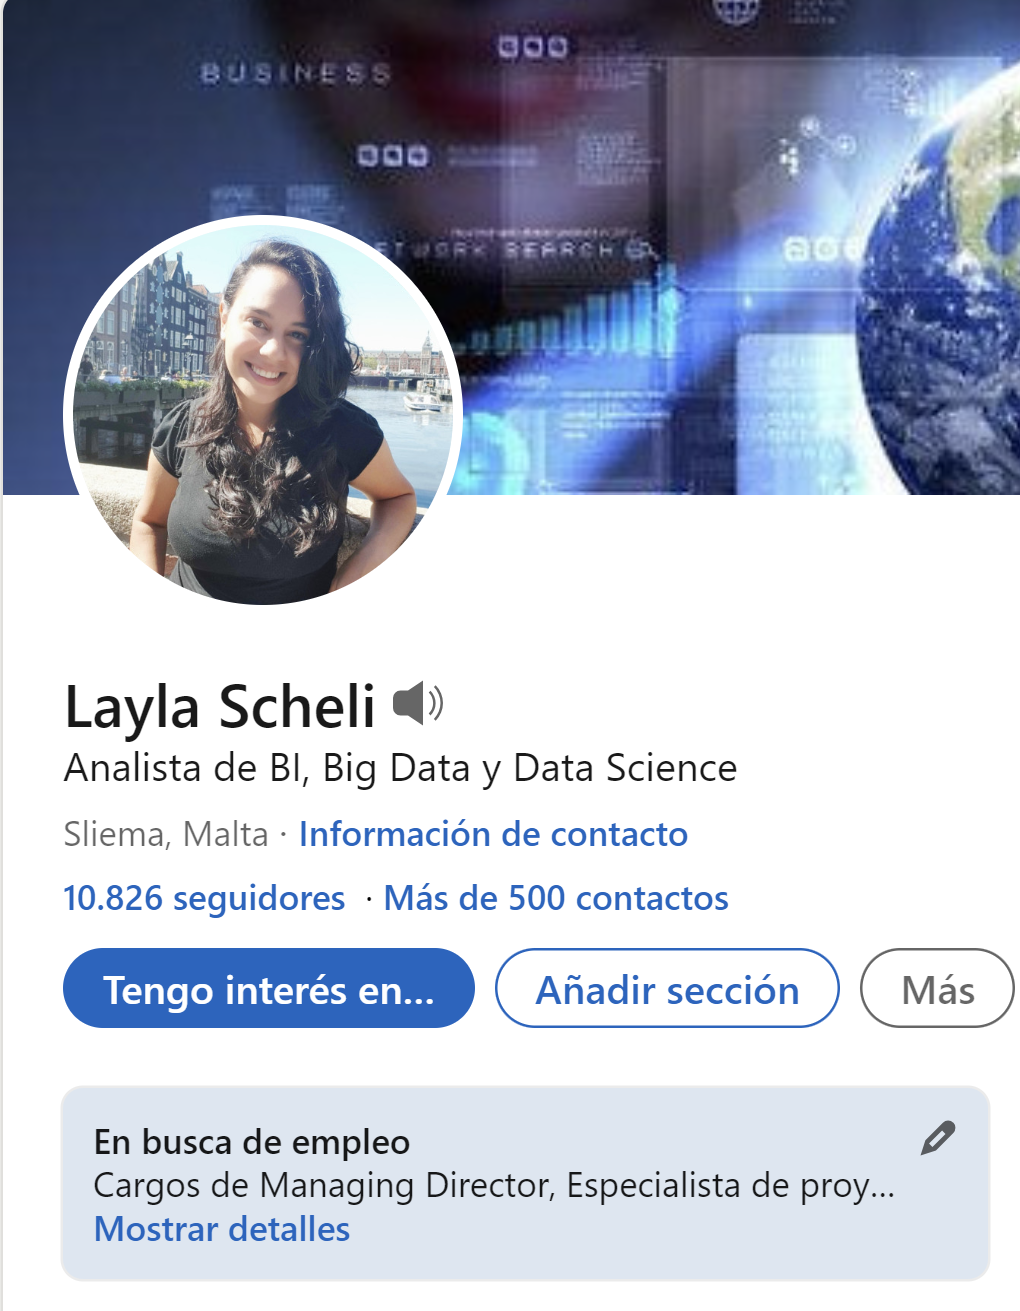 BUSINESS
TWORK SEARCH
Layla Scheli
Analista de BI, Big Data y Data Science
Sliema, Malta · Información de contacto
10.826 seguidores · Más de 500 contactos
Tengo interés en...
Añadir sección
Más
En busca de empleo
Cargos de Managing Director, Especialista de proy...
Mostrar detalles